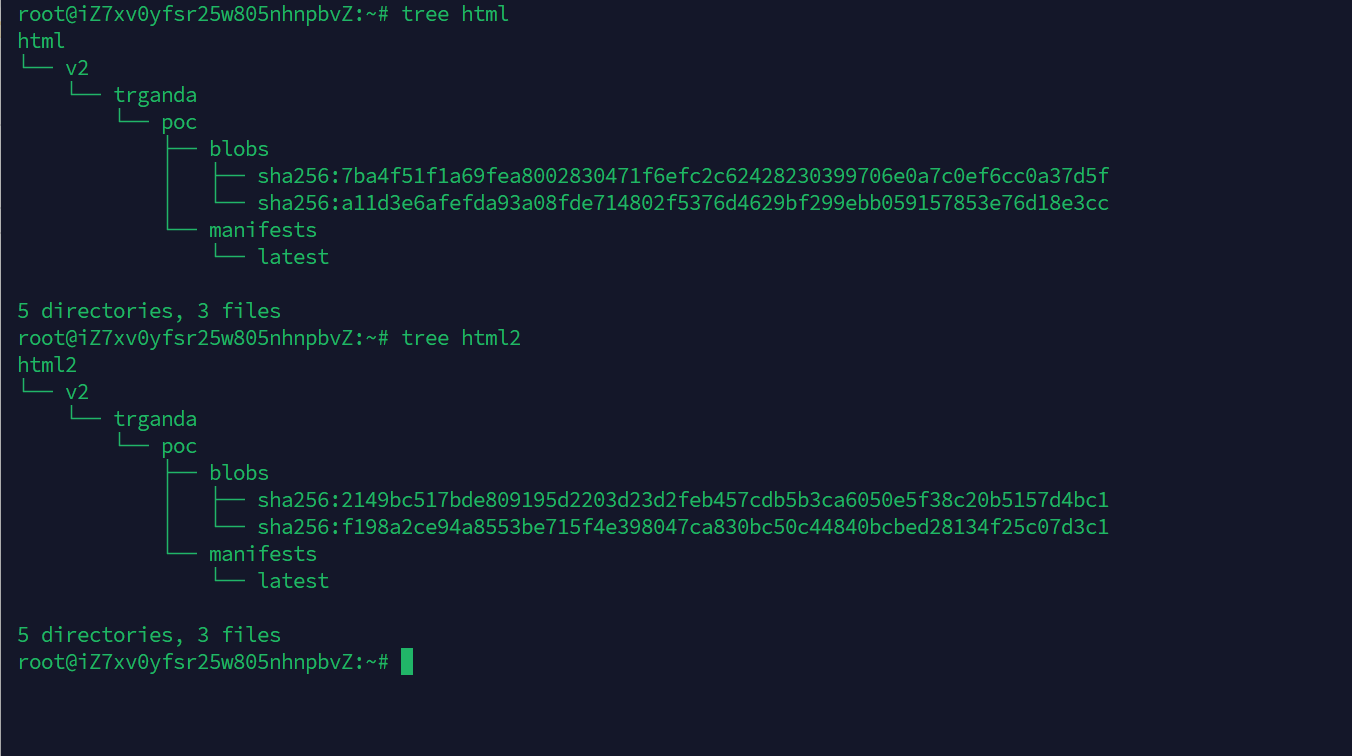 root@iZ7xv0yfsr25w805nhnpbvZ:~# tree html
html
└── v2
    └── trganda
        └── poc
            ├── blobs
            │   ├── sha256:7ba4f51f1a69fea8002830471f6efc2c62428230399706e0a7c0ef6cc0a37d5f
            │   └── sha256:a11d3e6afefda93a08fde714802f5376d4629bf299ebb059157853e76d18e3cc
            └── manifests
                └── latest

5 directories, 3 files
root@iZ7xv0yfsr25w805nhnpbvZ:~# tree html2
html2
└── v2
    └── trganda
        └── poc
            ├── blobs
            │   ├── sha256:2149bc517bde809195d2203d23d2feb457cdb5b3ca6050e5f38c20b5157d4bc1
            │   └── sha256:f198a2ce94a8553be715f4e398047ca830bc50c44840bcbed28134f25c07d3c1
            └── manifests
                └── latest

5 directories, 3 files
root@iZ7xv0yfsr25w805nhnpbvZ:~#